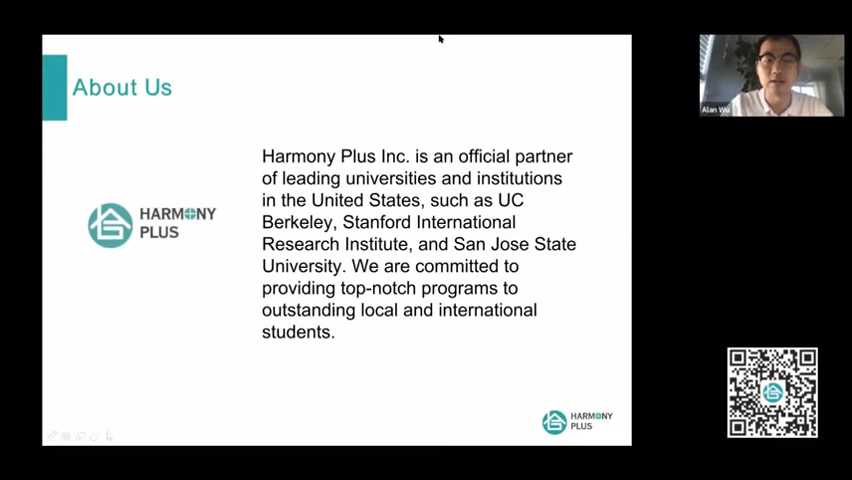 About Us
Harmony Plus Inc. is an official partner
of leading universities and institutions
in the United States, such as UC
Berkeley, Stanford International
Research Institute, and San Jose State
University. We are committed to
providing top-notch programs to
outstanding local and international
students.
HARMONY
PLUS
HARMONY
PLUS
Alan Wu